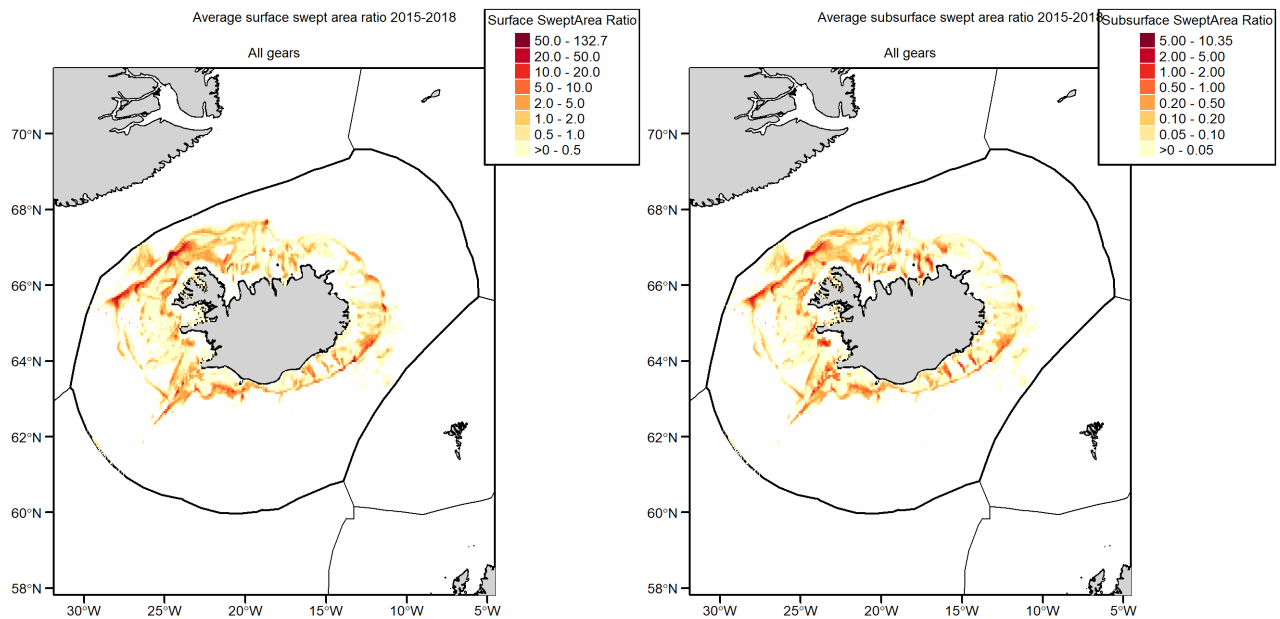 Average surface swept area ratio 2015-2018
All gears
Surface SweptArea Ratio
50.0 - 132.7
20.0 - 50.0
10.0 - 20.0
5.0 - 10.0
2.0 - 5.0
1.0 - 2.0
0.5 - 1.0
>0 - 0.5
70°N
68°N
66°N
64°N
62°N
60°N
58°N
30°W
25°W
20°W
15°W
10°W
5°W
Average subsurface swept area ratio 2015-2018
All gears
Subsurface SweptArea Ratio
5.00 - 10.35
2.00 - 5.00
1.00 - 2.00
0.50 - 1.00
0.20 - 0.50
0.10 - 0.20
0.05 - 0.10
>0 - 0.05
70°N
68°N
66°N
64°N
62°N
60°N
58°N
30°W
25°W
20°W
15°W
10°W
5°W